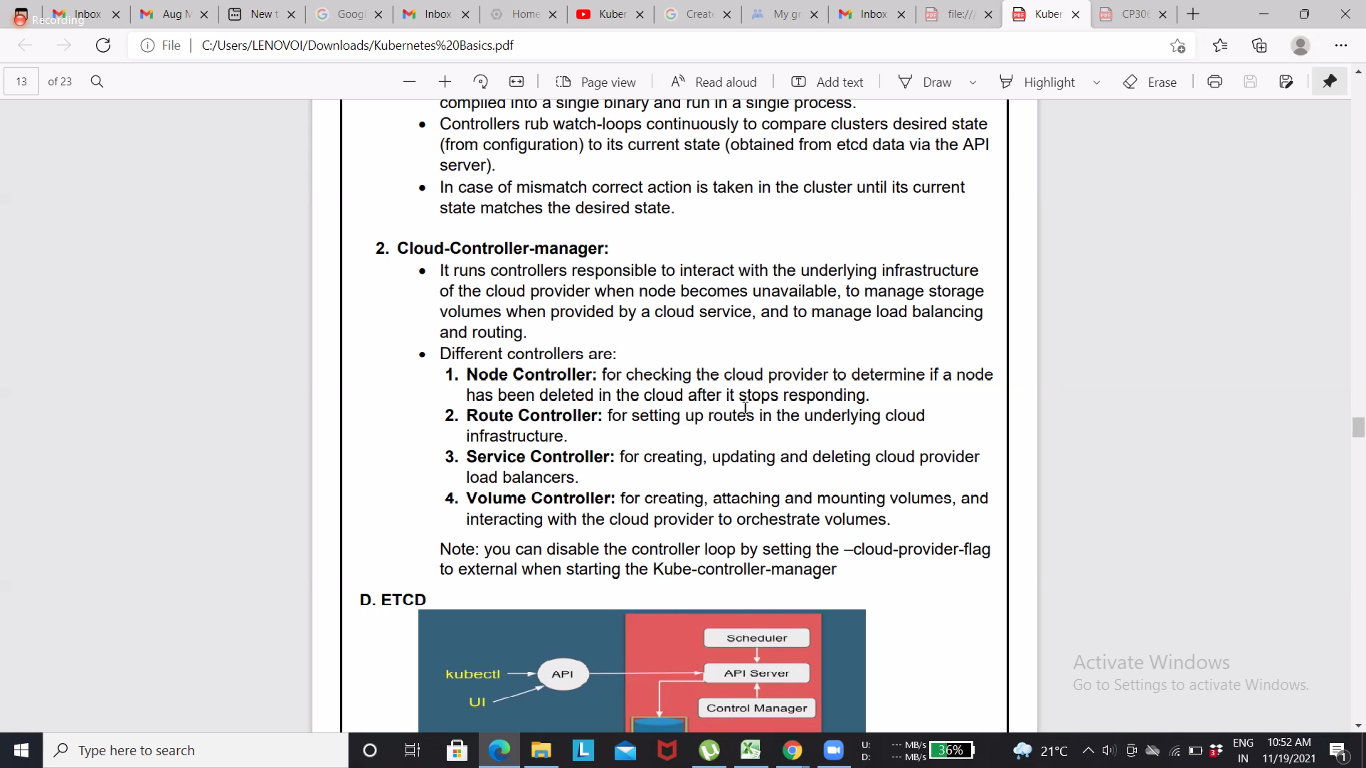 Recording
Inbox
Aug M
New t
Googl
Inbox
Home
Kuber
Create
My gr
Inbox
file://
Kuber
CP306
File
C:/Users/LENOVOI/Downloads/Kubernetes%20Basics.pdf
13 of 23
Page view
Read aloud
Add text
Draw
Highlight
Erase
compiled into a single binary and run in a single process.
• Controllers rub watch-loops continuously to compare clusters desired state
(from configuration) to its current state (obtained from etcd data via the API
server).
• In case of mismatch correct action is taken in the cluster until its current
state matches the desired state.
2. Cloud-Controller-manager:
• It runs controllers responsible to interact with the underlying infrastructure
of the cloud provider when node becomes unavailable, to manage storage
volumes when provided by a cloud service, and to manage load balancing
and routing.
• Different controllers are:
1. Node Controller: for checking the cloud provider to determine if a node
has been deleted in the cloud after it stops responding.
2. Route Controller: for setting up routes in the underlying cloud
infrastructure.
3. Service Controller: for creating, updating and deleting cloud provider
load balancers.
4. Volume Controller: for creating, attaching and mounting volumes, and
interacting with the cloud provider to orchestrate volumes.
Note: you can disable the controller loop by setting the –cloud-provider-flag
to external when starting the Kube-controller-manager
D. ETCD
Scheduler
kubectl
API
API Server
UI
Control Manager
Activate Windows
Go to Settings to activate Windows.
Type here to search
U: --- MB/s
D: --- MB/s
36%
21°C
ENG
IN
10:52 AM
11/19/2021